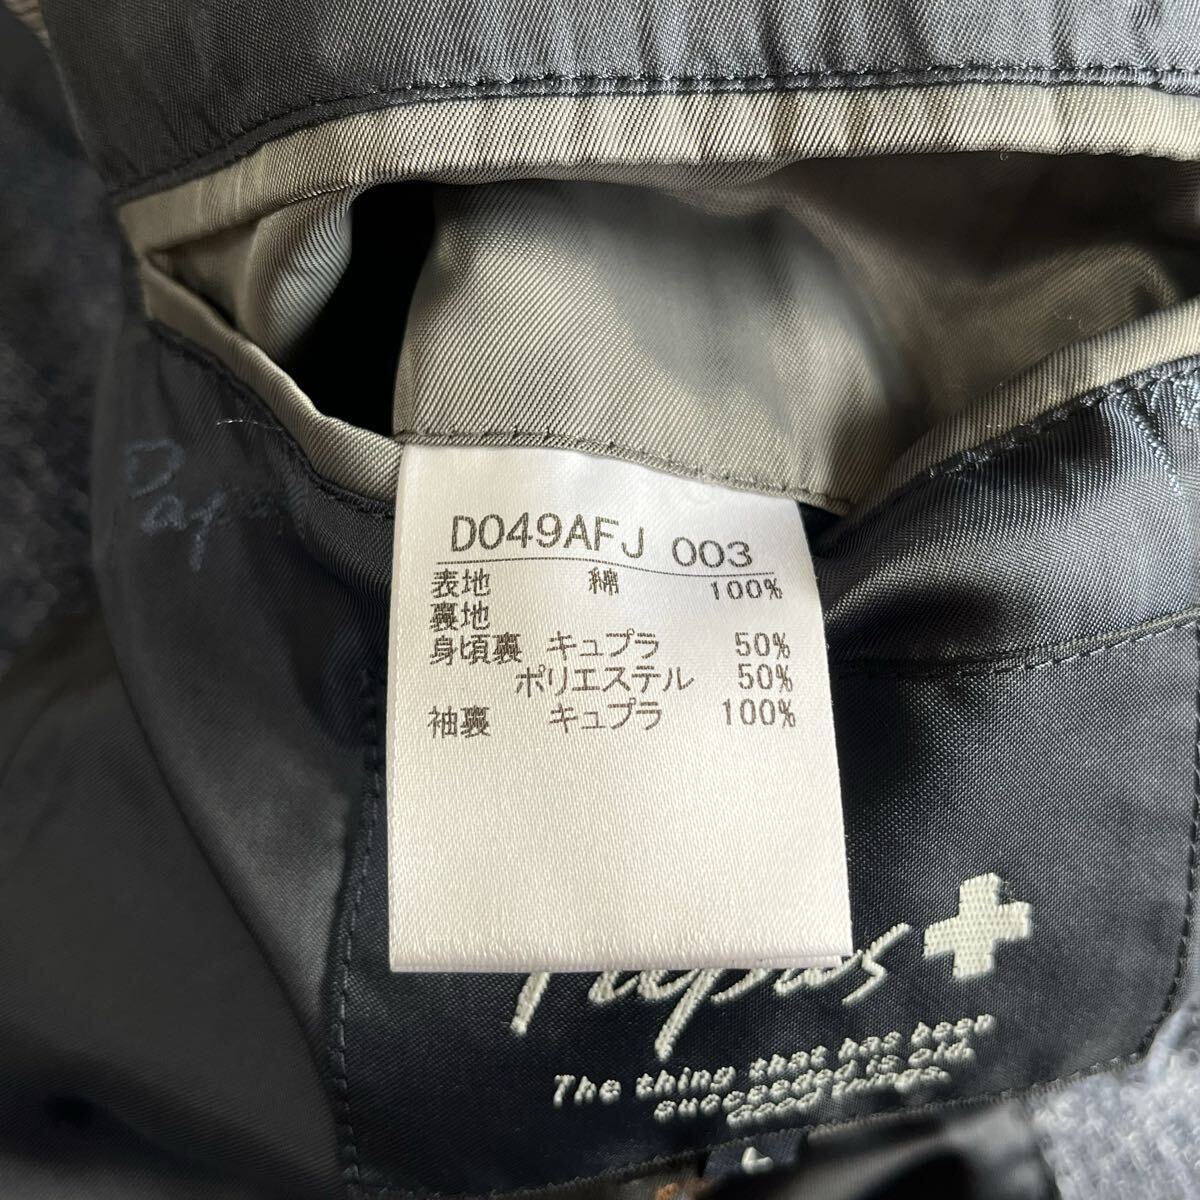 D049AFJ 003
表地 綿 100%
裏地
身頃裏 キュプラ 50%
ポリエステル 50%
袖裏 キュプラ 100%
Papas
The thing that has been
succeeded is old.
good things.
L